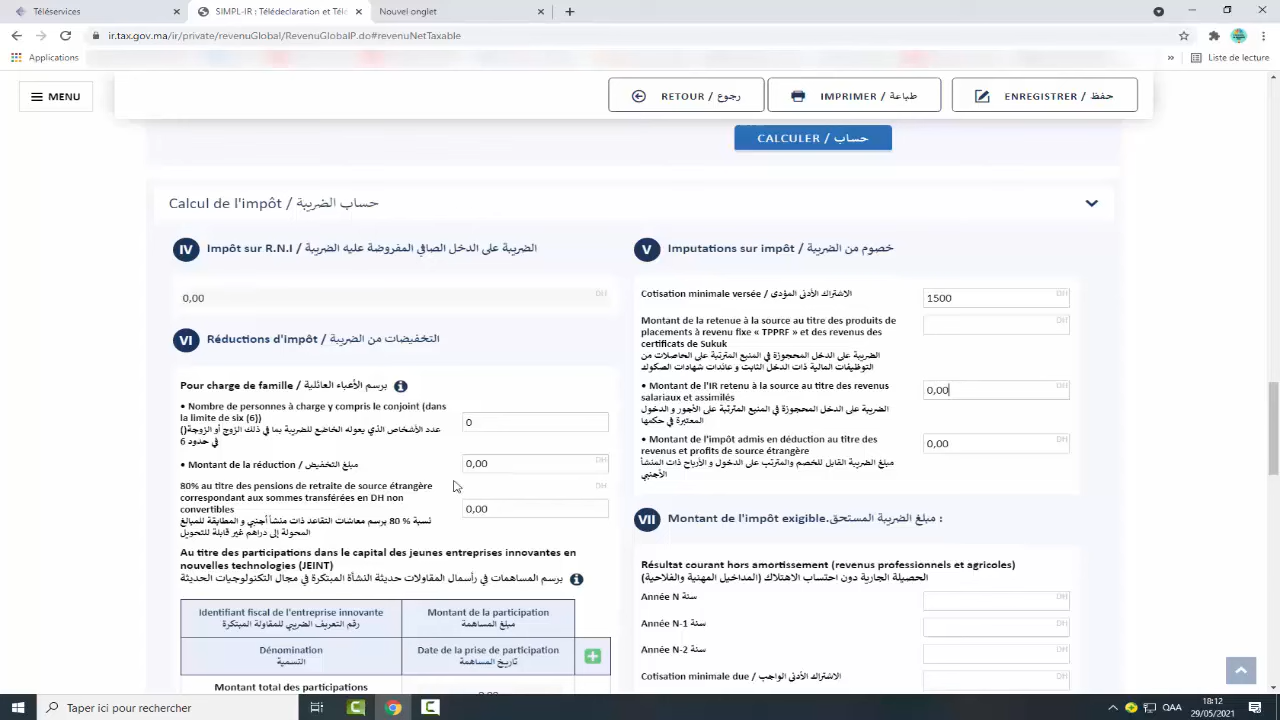 Téléservices
SIMPL-IR : Télédeclaration et Télé
Nouvel onglet
ir.tax.gov.ma/ir/private/revenuGlobal/RevenuGlobalP.do#revenuNetTaxable
Applications
»
Liste de lecture
MENU
RETOUR / رجوع
IMPRIMER / طباعة
ENREGISTRER / حفظ
CALCULER / حساب
Calcul de l'impôt / حساب الضريبة
IV Impôt sur R.N.I / الضريبة على الدخل الصافي المفروضة عليه الضريبة
0,00 DH
VI Réductions d'impôt / التخفيضات من الضريبة
Pour charge de famille / برسم الأعباء العائلية
• Nombre de personnes à charge y compris le conjoint (dans
la limite de six (6))
عدد الأشخاص الذي يعوله الخاضع للضريبة بما في ذلك الزوج أو الزوجة)(
في حدود 6
0
• Montant de la réduction / مبلغ التخفيض
0,00 DH
80% au titre des pensions de retraite de source étrangère
correspondant aux sommes transférées en DH non
convertibles
نسبة 80 % برسم معاشات التقاعد ذات منشأ أجنبي و المطابقة للمبالغ
المحولة إلى دراهم غير قابلة للتحويل
DH
0,00
Au titre des participations dans le capital des jeunes entreprises innovantes en
nouvelles technologies (JEINT)
برسم المساهمات في رأسمال المقاولات حديثة النشأة المبتكرة في مجال التكنولوجيات الحديثة
Identifiant fiscal de l'entreprise innovante
رقم التعريف الضريبي للمقاولة المبتكرة
Montant de la participation
مبلغ المساهمة
Dénomination
التسمية
Date de la prise de participation
تاريخ المساهمة
Montant total des participations
V Imputations sur impôt / خصوم من الضريبة
Cotisation minimale versée / الاشتراك الأدنى المؤدى
1500 DH
Montant de la retenue à la source au titre des produits de
placements à revenu fixe « TPPRF » et des revenus des
certificats de Sukuk
الضريبة على الدخل المحجوزة في المنبع المترتبة على الحاصلات من
التوظيفات المالية ذات الدخل الثابت و عائدات شهادات الصكوك
DH
• Montant de l'IR retenu à la source au titre des revenus
salariaux et assimilés
الضريبة على الدخل المحجوزة في المنبع المترتبة على الأجور و الدخول
المعتبرة في حكمها
0,00 DH
• Montant de l'impôt admis en déduction au titre des
revenus et profits de source étrangère
مبلغ الضريبة القابل للخصم والمترتب على الدخول و الأرباح ذات المنشأ
الأجنبي
0,00 DH
VII Montant de l'impôt exigible.مبلغ الضريبة المستحق :
Résultat courant hors amortissement (revenus professionnels et agricoles)
الحصيلة الجارية دون احتساب الاهتلاك (المداخيل المهنية والفلاحية)
Année N سنة
DH
Année N-1 سنة
DH
Année N-2 سنة
DH
Cotisation minimale due / الاشتراك الأدنى الواجب
DH
Taper ici pour rechercher
QAA
18:12
29/05/2021